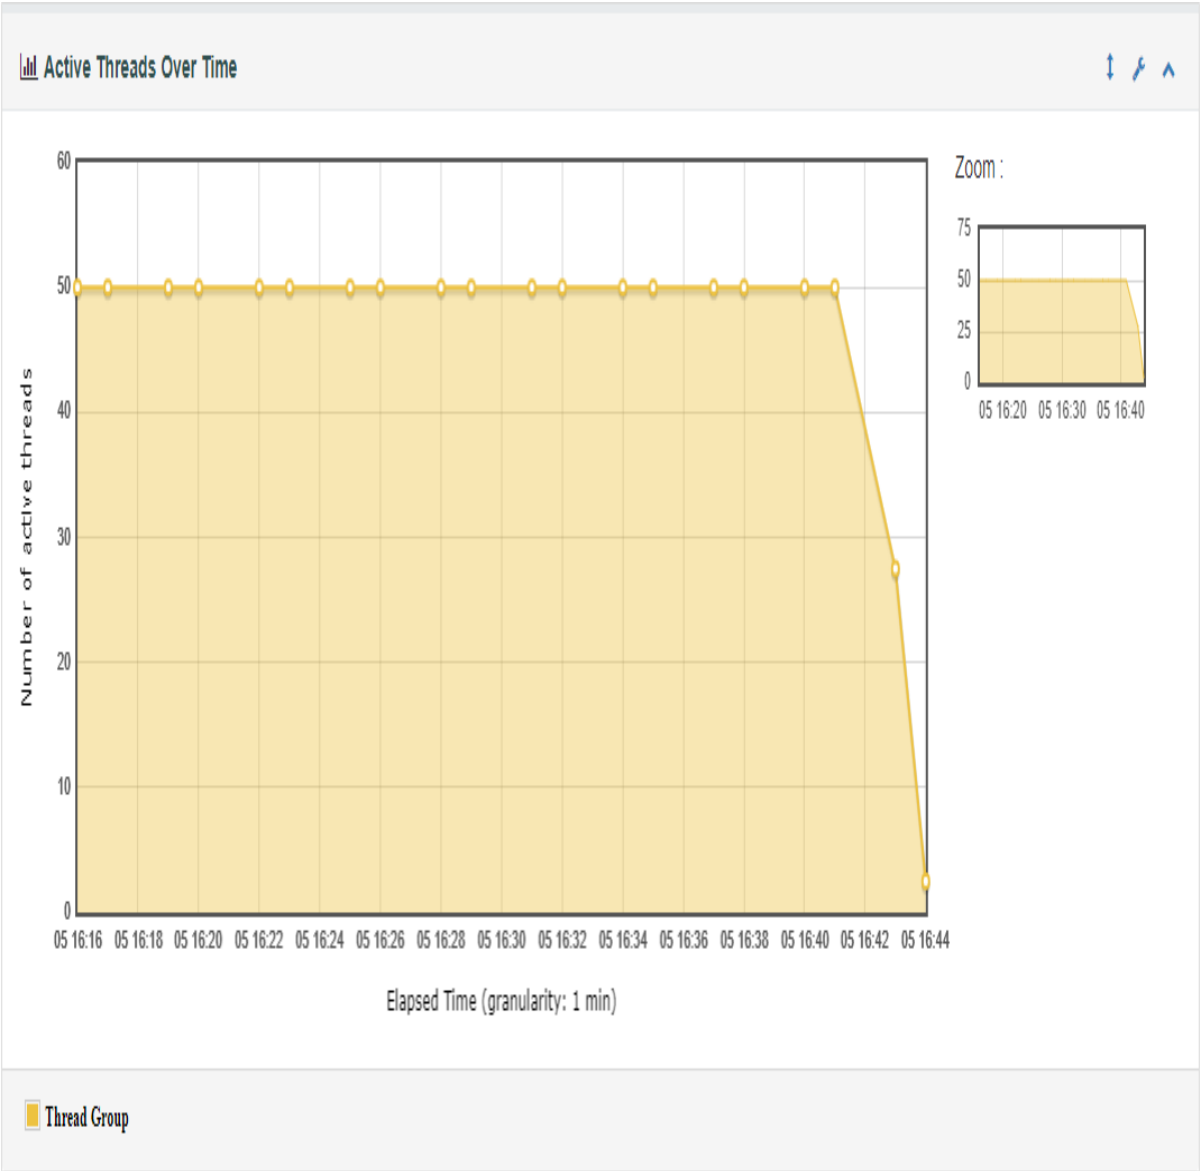 Active Threads Over Time
Zoom :
60
50
40
30
20
10
0
Number of active threads
05 16:16 05 16:18 05 16:20 05 16:22 05 16:24 05 16:26 05 16:28 05 16:30 05 16:32 05 16:34 05 16:36 05 16:38 05 16:40 05 16:42 05 16:44
Elapsed Time (granularity: 1 min)
75
50
25
0
05 16:20 05 16:30 05 16:40
Thread Group